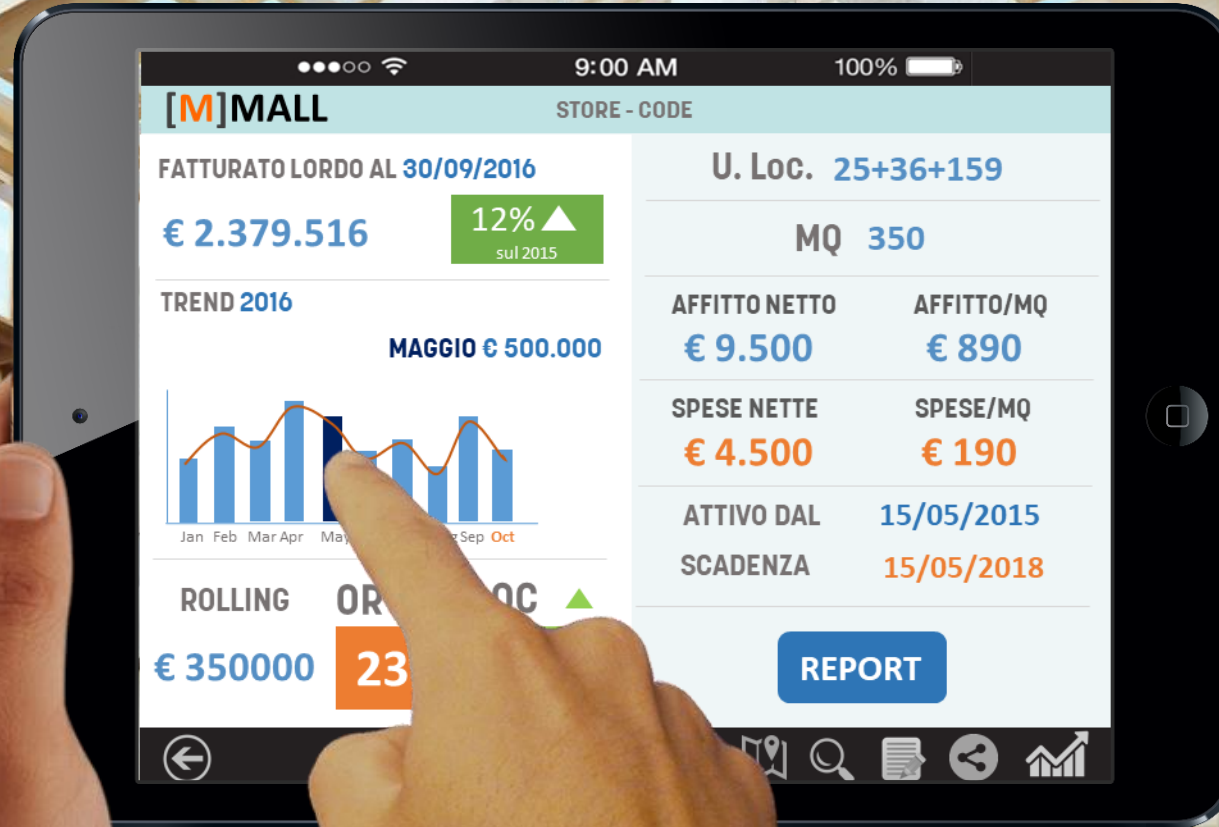 9:00 AM
100%
[M]MALL
STORE - CODE
FATTURATO LORDO AL 30/09/2016
€ 2.379.516
12%
sul 2015
TREND 2016
MAGGIO € 500.000
Jan Feb Mar Apr May Sep Oct
ROLLING
€ 350000
23
U. Loc. 25+36+159
MQ 350
AFFITTO NETTO AFFITTO/MQ
€ 9.500 € 890
SPESE NETTE SPESE/MQ
€ 4.500 € 190
ATTIVO DAL 15/05/2015
SCADENZA 15/05/2018
REPORT